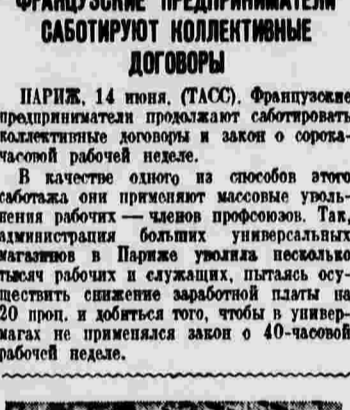 ФРАНЦУЗСКИЕ ПРЕДПРИНИМАТЕЛИ
САБОТИРУЮТ КОЛЛЕКТИВНЫЕ
ДОГОВОРЫ
ПАРИЖ, 14 июня. (ТАСС). Французские
предприниматели продолжают саботировать
коллективные договоры и закон о сорока-
часовой рабочей неделе.
В качестве одного из способов этого
саботажа они применяют массовые уволь-
нения рабочих — членов профсоюзов. Так,
администрация больших универсальных
магазинов в Париже уволила несколько
тысяч рабочих и служащих, пытаясь осу-
ществить снижение заработной платы на
20 проц. и добиться того, чтобы в универ-
магах не применялся закон о 40-часовой
рабочей неделе.